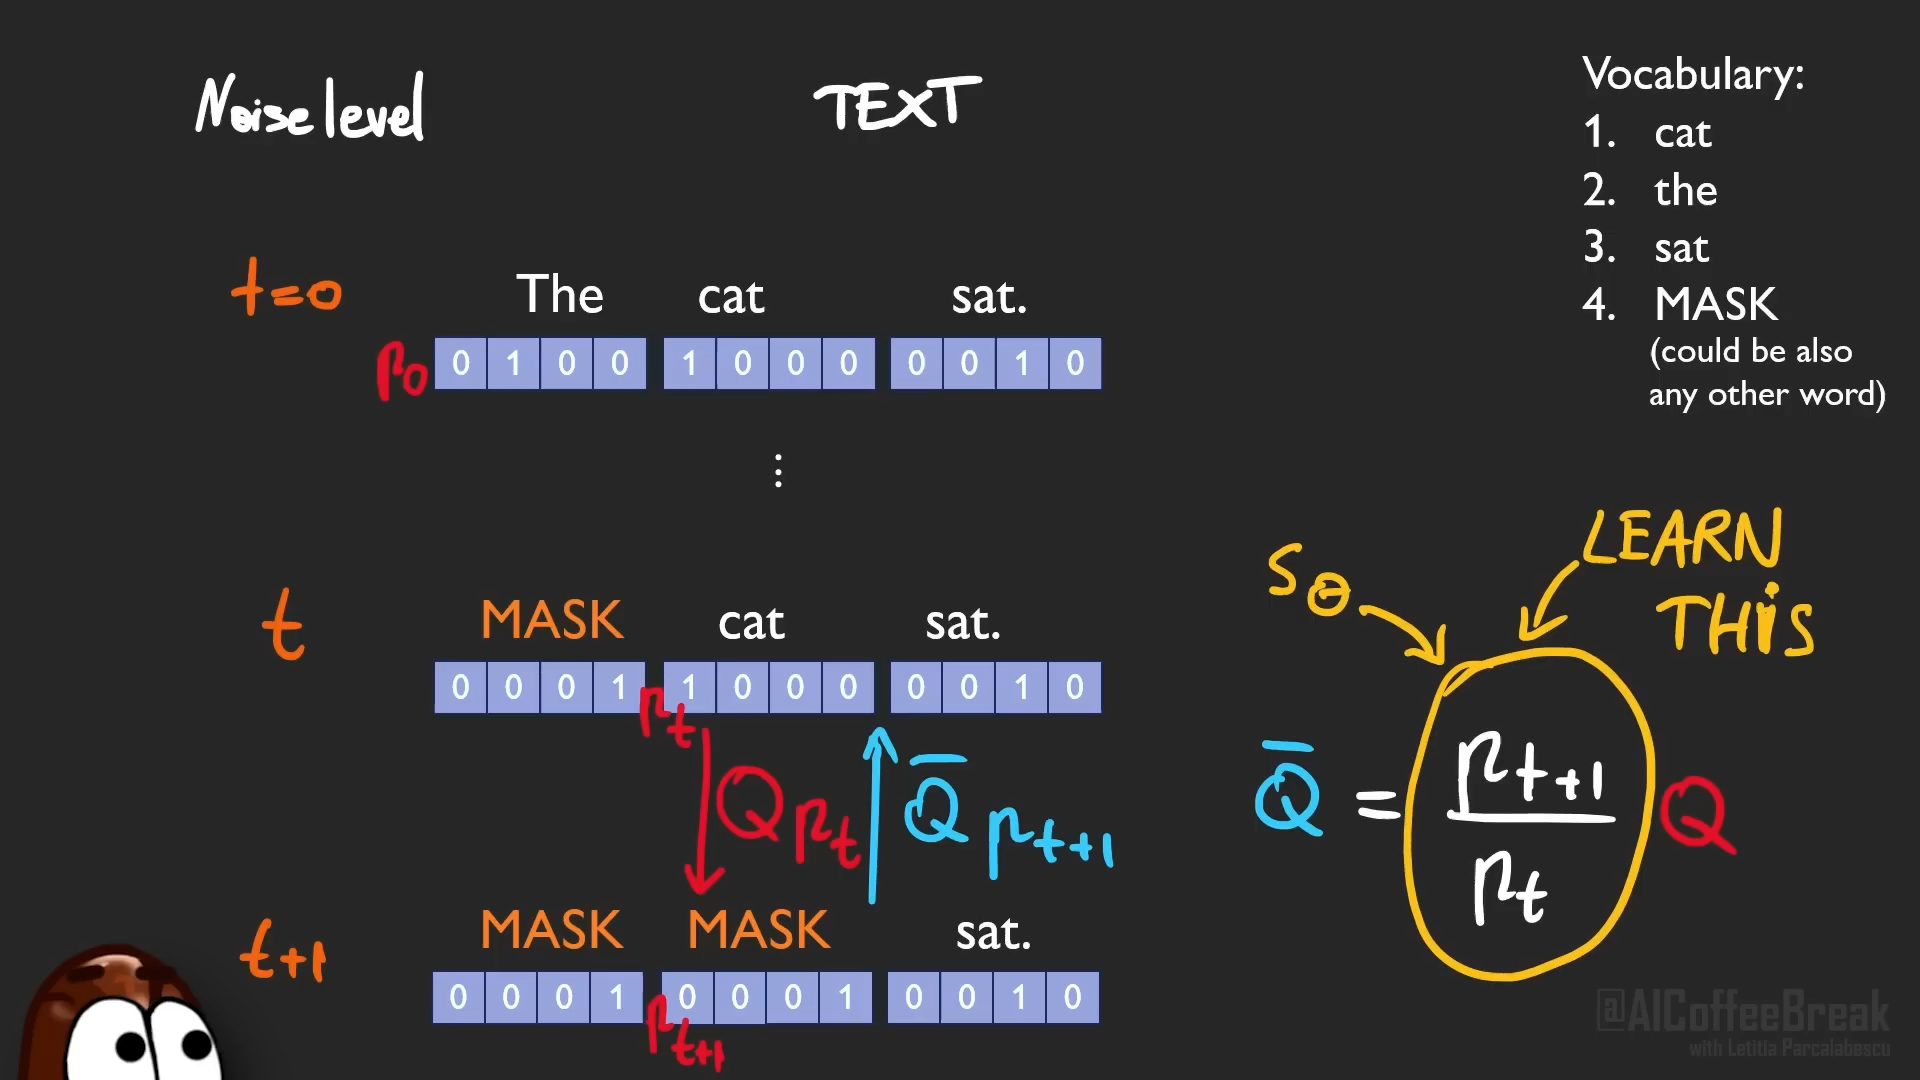 Noise level
TEXT
Vocabulary:
1. cat
2. the
3. sat
4. MASK
(could be also
any other word)
t=0
The cat sat.
p0
0 1 0 0 1 0 0 0 0 0 1 0
⋮
LEARN
THiS
Sθ
t
MASK cat sat.
0 0 0 1 1 0 0 0 0 0 1 0
pt
Q pt
Q̄ pt+1
Q̄ = pt+1 / pt Q
t+1
MASK MASK sat.
0 0 0 1 0 0 0 1 0 0 1 0
pt+1
@AICoffeeBreak
with Letitia Parcalabescu